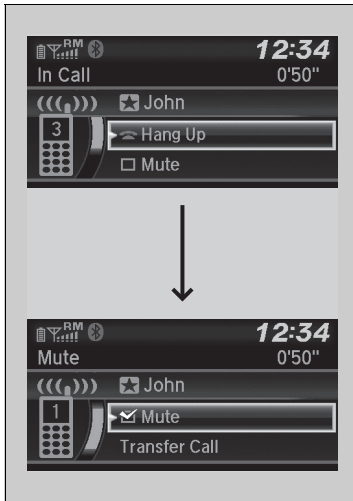 RM 12:34
In Call 0'50"
John
3 Hang Up
Mute
RM 12:34
Mute 0'50"
John
1 Mute
Transfer Call